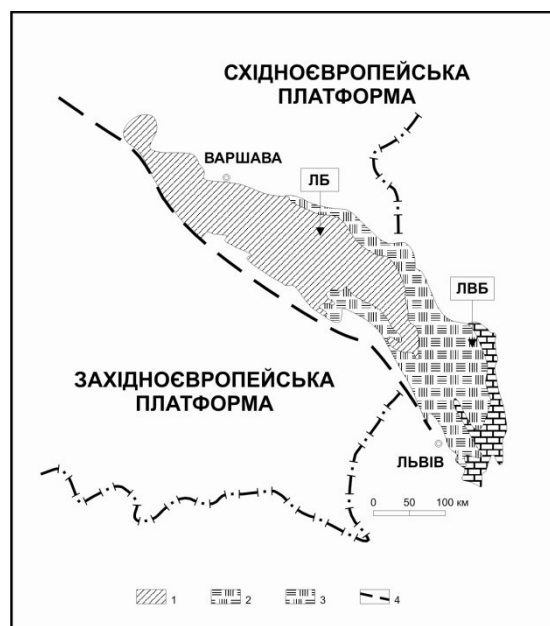 СХІДНОЄВРОПЕЙСЬКА
ПЛАТФОРМА
ВАРШАВА
ЛБ
ЛВБ
ЗАХІДНОЄВРОПЕЙСЬКА
ПЛАТФОРМА
ЛЬВІВ
0 50 100 км
1 2 3 4